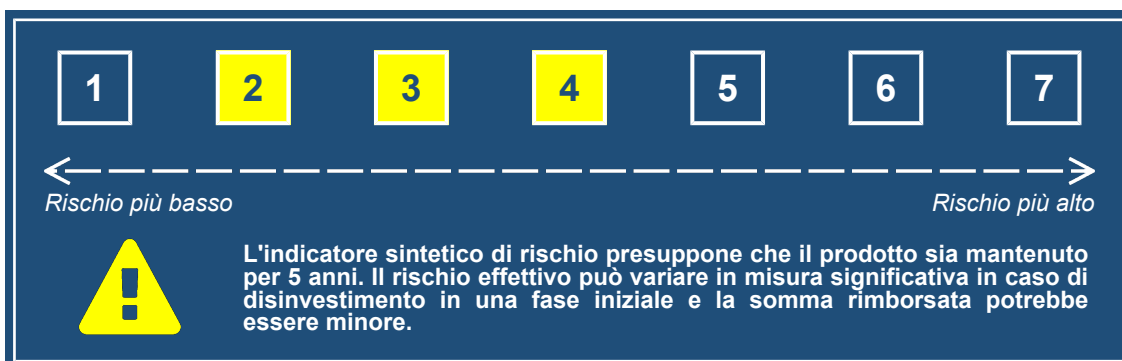 1 2 3 4 5 6 7
Rischio più basso Rischio più alto
L'indicatore sintetico di rischio presuppone che il prodotto sia mantenuto
per 5 anni. Il rischio effettivo può variare in misura significativa in caso di
disinvestimento in una fase iniziale e la somma rimborsata potrebbe
essere minore.